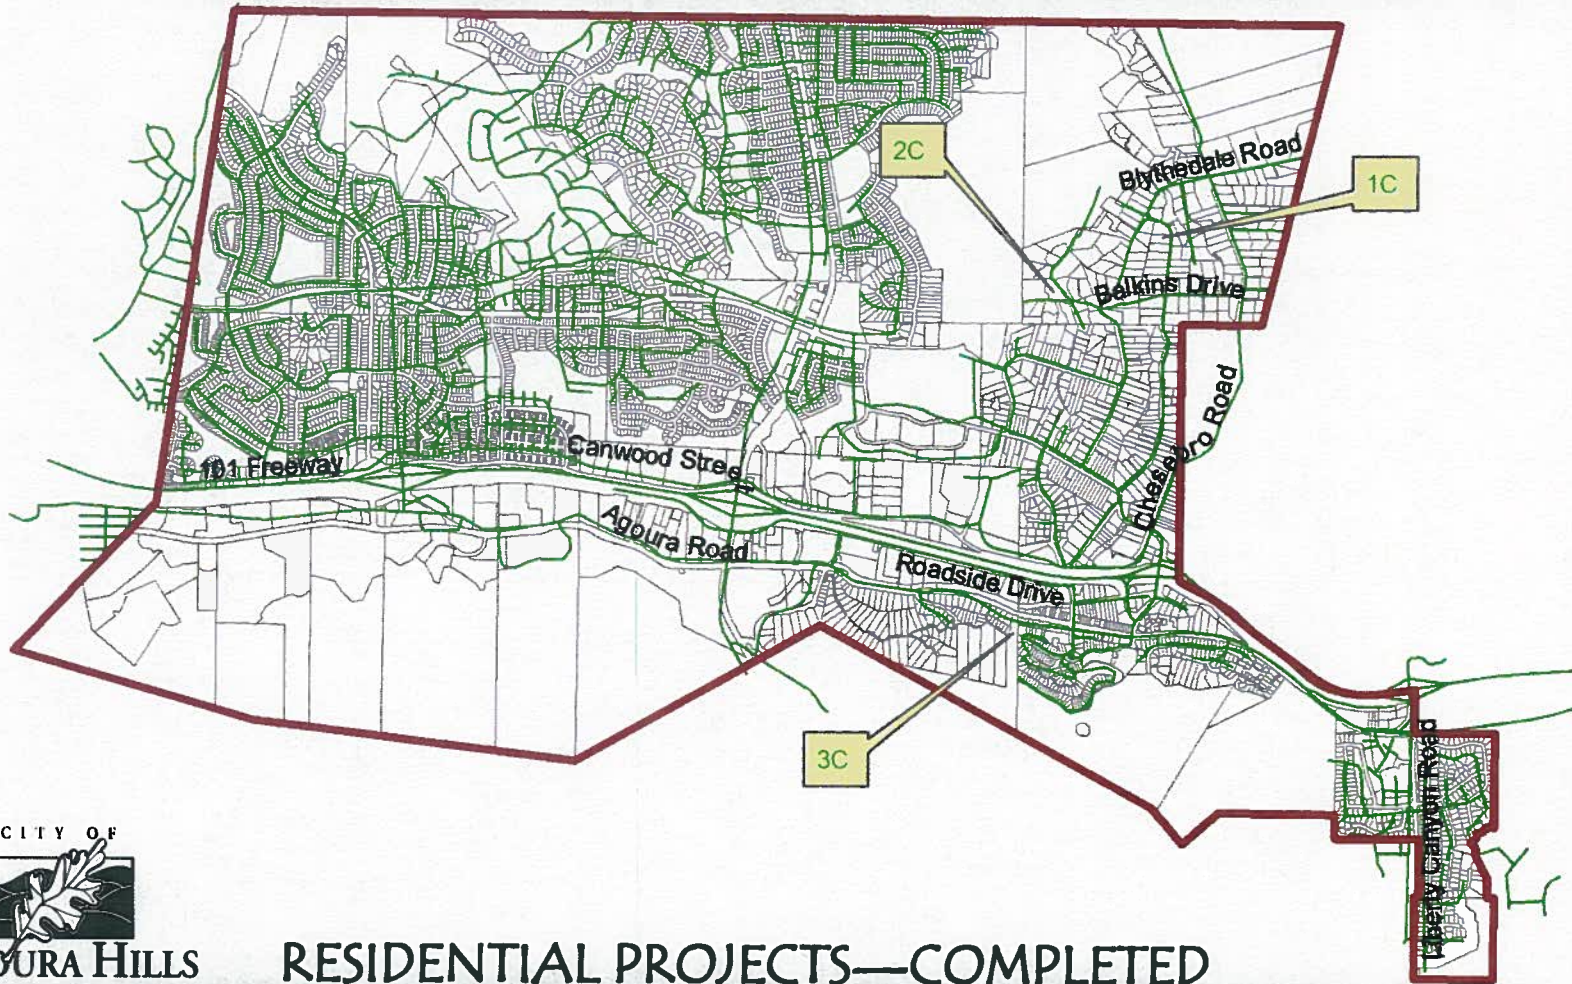 2C
Blythedale Road
1C
Balkins Drive
Chesebro Road
Canwood Street
101 Freeway
Agoura Road
Roadside Drive
3C
Liberty Canyon Road
CITY OF
OURA HILLS
RESIDENTIAL PROJECTS—COMPLETED